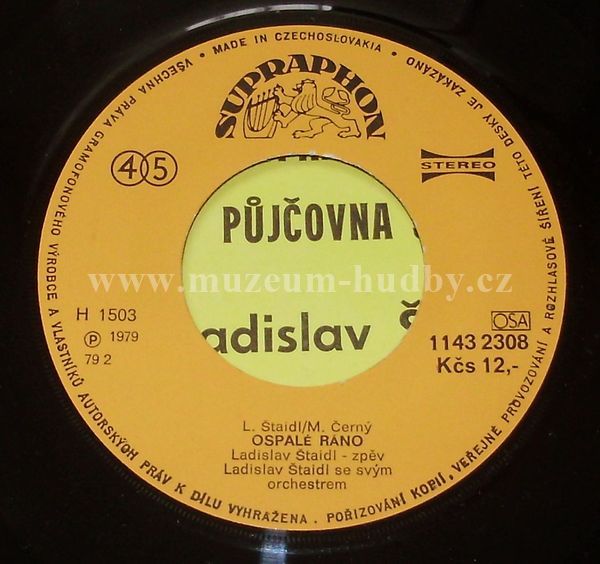 VŠECHNA PRÁVA GRAMOFONOVÉHO VÝROBCE A VLASTNÍKŮ AUTORSKÝCH PRÁV K DÍLU VYHRAŽENA . POŘIZOVÁNÍ KOPIÍ, VEŘEJNÉ PROVOZOVÁNÍ A ROZHLASOVÉ ŠÍŘENÍ TÉTO DESKY JE ZAKÁZÁNO
• MADE IN CZECHOSLOVAKIA •
SUPRAPHON
45
STEREO
PŮJČOVNA
www.muzeum-hudby.cz
adislav Š
H 1503
Ⓟ 1979
79 2
OSA
1143 2308
Kčs 12,-
L. Štaidl/M. Černý
OSPALÉ RÁNO
Ladislav Štaidl - zpěv
Ladislav Štaidl se svým
orchestrem